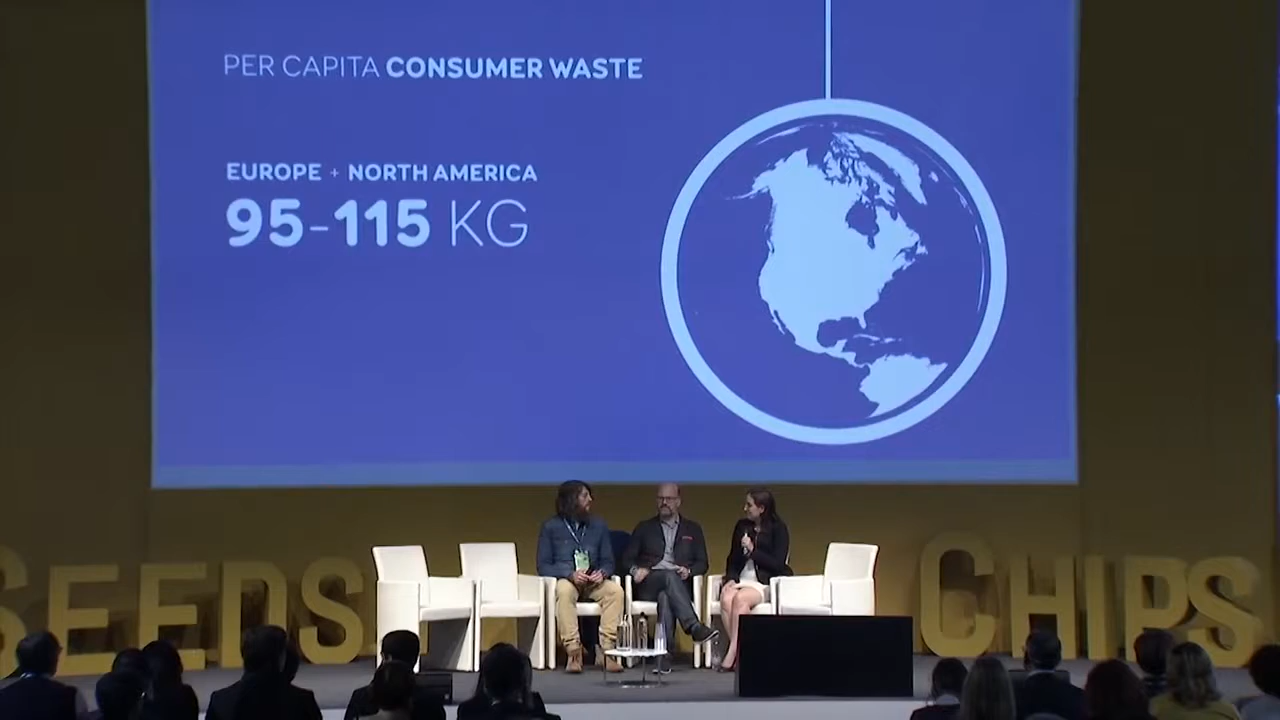 PER CAPITA CONSUMER WASTE
EUROPE + NORTH AMERICA
95-115 KG
SEEDS
CHIPS